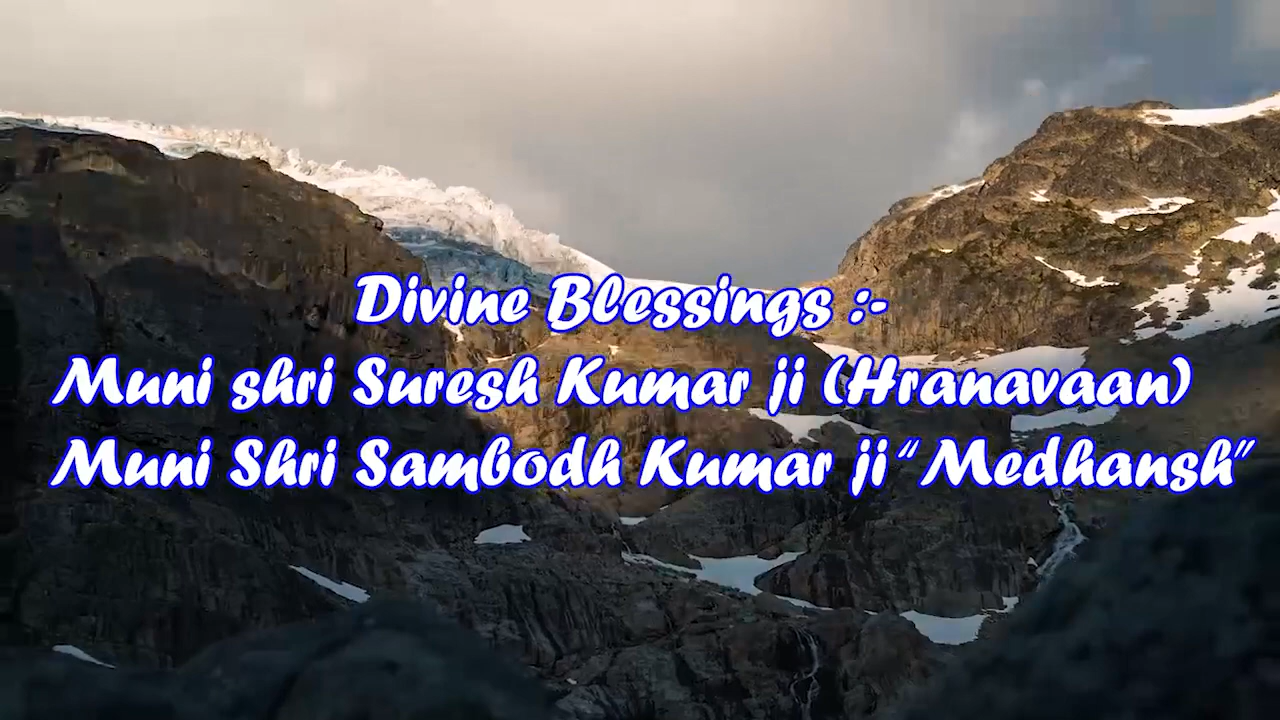 Divine Blessings :-
Muni shri Suresh Kumar ji (Hranavaan)
Muni Shri Sambodh Kumar ji “Medhansh”